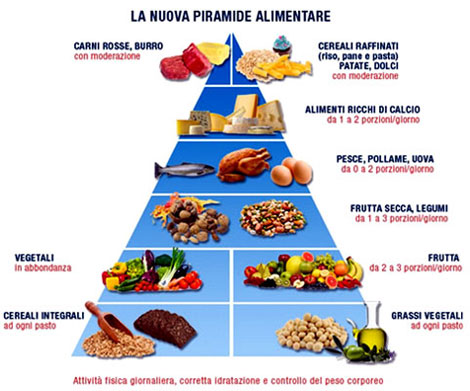 LA NUOVA PIRAMIDE ALIMENTARE
CARNI ROSSE, BURRO
con moderazione
CEREALI RAFFINATI
(riso, pane e pasta)
PATATE, DOLCI
con moderazione
ALIMENTI RICCHI DI CALCIO
da 1 a 2 porzioni/giorno
PESCE, POLLAME, UOVA
da 0 a 2 porzioni/giorno
FRUTTA SECCA, LEGUMI
da 1 a 3 porzioni/giorno
VEGETALI
in abbondanza
FRUTTA
da 2 a 3 porzioni/giorno
CEREALI INTEGRALI
ad ogni pasto
GRASSI VEGETALI
ad ogni pasto
Attività fisica giornaliera, corretta idratazione e controllo del peso corporeo